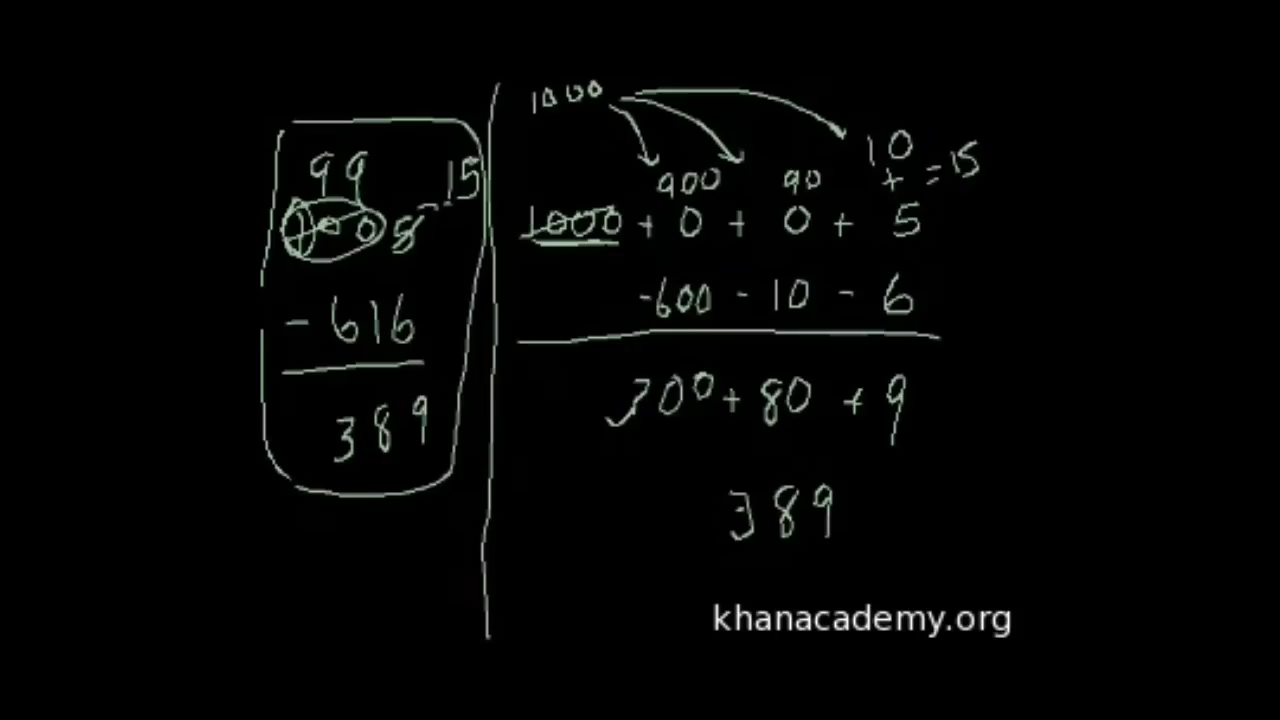 99 15
1005
- 616
389
1000
10
900 90 + = 15
1000 + 0 + 0 + 5
-600 - 10 - 6
300 + 80 + 9
389
khanacademy.org